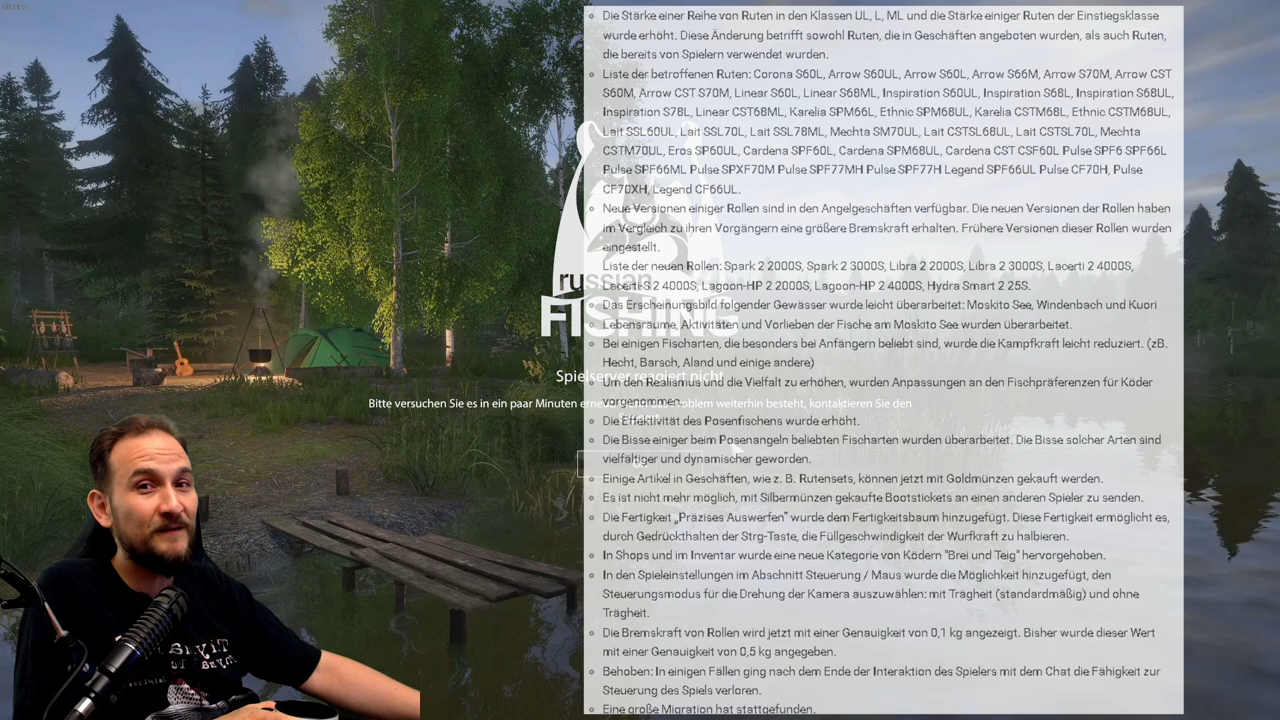 Die Stärke einer Reihe von Ruten in den Klassen UL, L, ML und die Stärke einiger Ruten der Einstiegsklasse
wurde erhöht. Diese Änderung betrifft sowohl Ruten, die in Geschäften angeboten wurden, als auch Ruten,
die bereits von Spielern verwendet wurden.
Liste der betroffenen Ruten: Corona S60L, Arrow S60UL, Arrow S60L, Arrow S66M, Arrow S70M, Arrow CST
S60M, Arrow CST S70M, Linear S60L, Linear S68ML, Inspiration S60UL, Inspiration S68L, Inspiration S68UL,
Inspiration S78L, Linear CST68ML, Karelia SPM66L, Ethnic SPM68UL, Karelia CSTM68L, Ethnic CSTM68UL,
Lait SSL60UL, Lait SSL70L, Lait SSL78ML, Mechta SM70UL, Lait CSTSL68UL, Lait CSTSL70L, Mechta
CSTM70UL, Eros SP60UL, Cardena SPF60L, Cardena SPM68UL, Cardena CST CSF60L Pulse SPF6 SPF66L
Pulse SPF66ML Pulse SPXF70M Pulse SPF77MH Pulse SPF77H Legend SPF66UL Pulse CF70H, Pulse
CF70XH, Legend CF66UL.
Neue Versionen einiger Rollen sind in den Angelgeschäften verfügbar. Die neuen Versionen der Rollen haben
im Vergleich zu ihren Vorgängern eine größere Bremskraft erhalten. Frühere Versionen dieser Rollen wurden
eingestellt.
Liste der neuen Rollen: Spark 2 2000S, Spark 2 3000S, Libra 2 2000S, Libra 2 3000S, Lacerti 2 4000S,
Lacerti-S 2 4000S, Lagoon-HP 2 2000S, Lagoon-HP 2 4000S, Hydra Smart 2 25S.
Das Erscheinungsbild folgender Gewässer wurde leicht überarbeitet: Moskito See, Windenbach und Kuori
Lebensräume, Aktivitäten und Vorlieben der Fische am Moskito See wurden überarbeitet.
Bei einigen Fischarten, die besonders bei Anfängern beliebt sind, wurde die Kampfkraft leicht reduziert. (zB.
Hecht, Barsch, Aland und einige andere)
Um den Realismus und die Vielfalt zu erhöhen, wurden Anpassungen an den Fischpräferenzen für Köder
vorgenommen.
Die Effektivität des Posenfischens wurde erhöht.
Die Bisse einiger beim Posenangeln beliebten Fischarten wurden überarbeitet. Die Bisse solcher Arten sind
vielfältiger und dynamischer geworden.
Einige Artikel in Geschäften, wie z. B. Rutensets, können jetzt mit Goldmünzen gekauft werden.
Es ist nicht mehr möglich, mit Silbermünzen gekaufte Bootstickets an einen anderen Spieler zu senden.
Die Fertigkeit „Präzises Auswerfen" wurde dem Fertigkeitsbaum hinzugefügt. Diese Fertigkeit ermöglicht es,
durch Gedrückthalten der Strg-Taste, die Füllgeschwindigkeit der Wurfkraft zu halbieren.
In Shops und im Inventar wurde eine neue Kategorie von Ködern "Brei und Teig" hervorgehoben.
In den Spieleinstellungen im Abschnitt Steuerung / Maus wurde die Möglichkeit hinzugefügt, den
Steuerungsmodus für die Drehung der Kamera auszuwählen: mit Trägheit (standardmäßig) und ohne
Trägheit.
Die Bremskraft von Rollen wird jetzt mit einer Genauigkeit von 0,1 kg angezeigt. Bisher wurde dieser Wert
mit einer Genauigkeit von 0,5 kg angegeben.
Behoben: In einigen Fällen ging nach dem Ende der Interaktion des Spielers mit dem Chat die Fähigkeit zur
Steuerung des Spiels verloren.
Eine große Migration hat stattgefunden.
russian
FISHING
Spielserver reagiert nicht
Bitte versuchen Sie es in ein paar Minuten erneut. Problem weiterhin besteht, kontaktieren Sie den